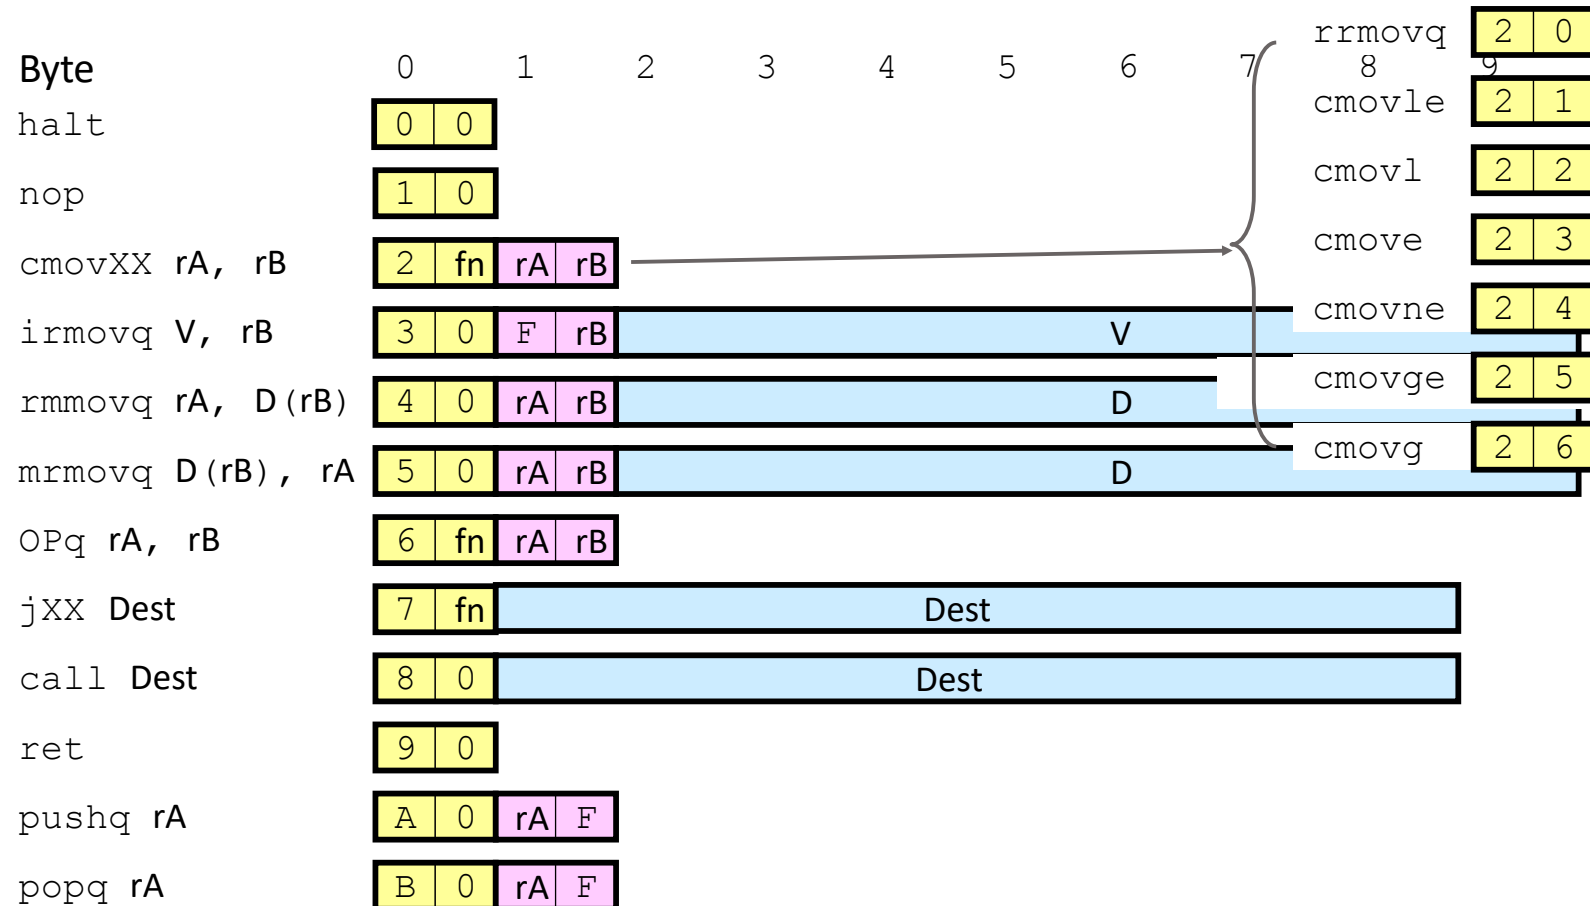 rrmovq 2 0
Byte 0 1 2 3 4 5 6 7 8 9
cmovle 2 1
halt 0 0
cmovl 2 2
nop 1 0
cmove 2 3
cmovXX rA, rB 2 fn rA rB
cmovne 2 4
irmovq V, rB 3 0 F rB V
cmovge 2 5
rmmovq rA, D(rB) 4 0 rA rB D
cmovg 2 6
mrmovq D(rB), rA 5 0 rA rB D
OPq rA, rB 6 fn rA rB
jXX Dest 7 fn Dest
call Dest 8 0 Dest
ret 9 0
pushq rA A 0 rA F
popq rA B 0 rA F